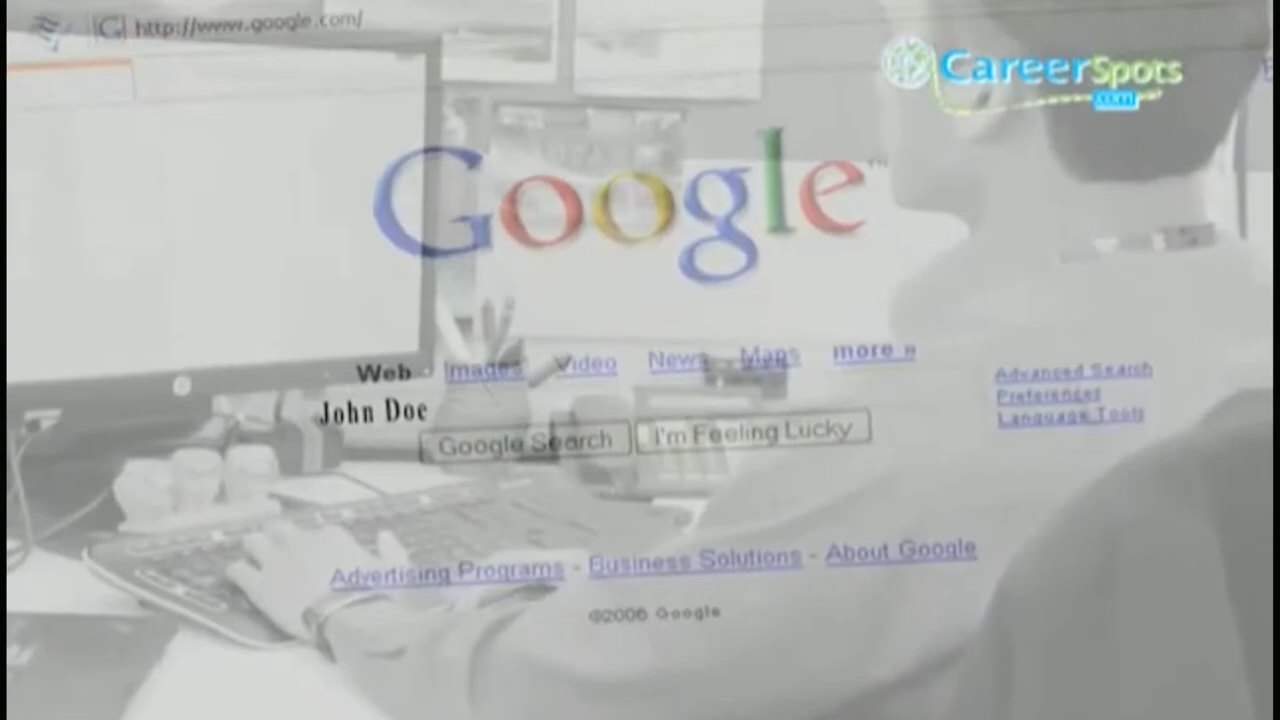 http://www.google.com/
CareerSpots
.com
Google™
Web Images Video News Maps more »
Advanced Search
Preferences
Language Tools
John Doe
Google Search I'm Feeling Lucky
Advertising Programs - Business Solutions - About Google
©2006 Google